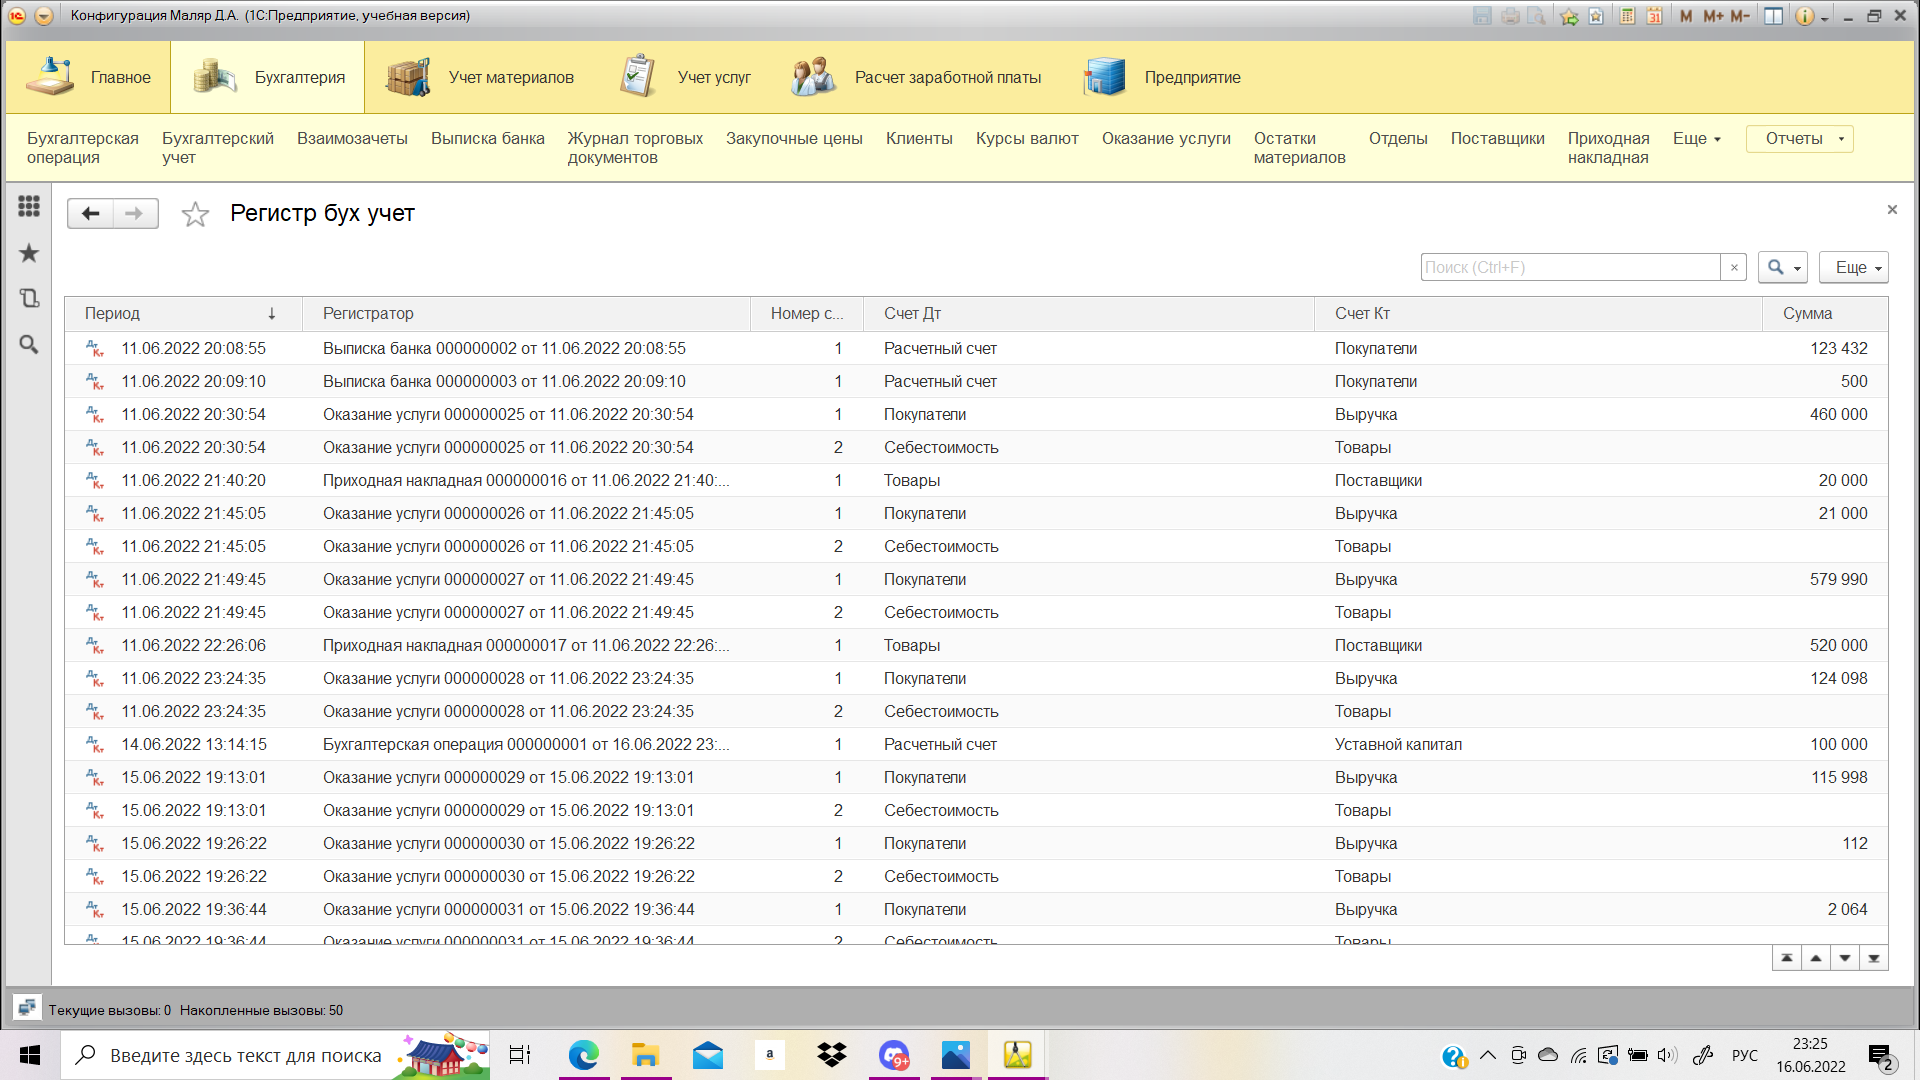 Конфигурация Маляр Д.А. (1С:Предприятие, учебная версия)
M M+ M-
Главное
Бухгалтерия
Учет материалов
Учет услуг
Расчет заработной платы
Предприятие
Бухгалтерская операция
Бухгалтерский учет
Взаимозачеты
Выписка банка
Журнал торговых документов
Закупочные цены
Клиенты
Курсы валют
Оказание услуги
Остатки материалов
Отделы
Поставщики
Приходная накладная
Еще
Отчеты
Регистр бух учет
Поиск (Ctrl+F)
Еще
Период Регистратор Номер с... Счет Дт Счет Кт Сумма
11.06.2022 20:08:55 Выписка банка 000000002 от 11.06.2022 20:08:55 1 Расчетный счет Покупатели 123 432
11.06.2022 20:09:10 Выписка банка 000000003 от 11.06.2022 20:09:10 1 Расчетный счет Покупатели 500
11.06.2022 20:30:54 Оказание услуги 000000025 от 11.06.2022 20:30:54 1 Покупатели Выручка 460 000
11.06.2022 20:30:54 Оказание услуги 000000025 от 11.06.2022 20:30:54 2 Себестоимость Товары
11.06.2022 21:40:20 Приходная накладная 000000016 от 11.06.2022 21:40:... 1 Товары Поставщики 20 000
11.06.2022 21:45:05 Оказание услуги 000000026 от 11.06.2022 21:45:05 1 Покупатели Выручка 21 000
11.06.2022 21:45:05 Оказание услуги 000000026 от 11.06.2022 21:45:05 2 Себестоимость Товары
11.06.2022 21:49:45 Оказание услуги 000000027 от 11.06.2022 21:49:45 1 Покупатели Выручка 579 990
11.06.2022 21:49:45 Оказание услуги 000000027 от 11.06.2022 21:49:45 2 Себестоимость Товары
11.06.2022 22:26:06 Приходная накладная 000000017 от 11.06.2022 22:26:... 1 Товары Поставщики 520 000
11.06.2022 23:24:35 Оказание услуги 000000028 от 11.06.2022 23:24:35 1 Покупатели Выручка 124 098
11.06.2022 23:24:35 Оказание услуги 000000028 от 11.06.2022 23:24:35 2 Себестоимость Товары
14.06.2022 13:14:15 Бухгалтерская операция 000000001 от 16.06.2022 23:... 1 Расчетный счет Уставной капитал 100 000
15.06.2022 19:13:01 Оказание услуги 000000029 от 15.06.2022 19:13:01 1 Покупатели Выручка 115 998
15.06.2022 19:13:01 Оказание услуги 000000029 от 15.06.2022 19:13:01 2 Себестоимость Товары
15.06.2022 19:26:22 Оказание услуги 000000030 от 15.06.2022 19:26:22 1 Покупатели Выручка 112
15.06.2022 19:26:22 Оказание услуги 000000030 от 15.06.2022 19:26:22 2 Себестоимость Товары
15.06.2022 19:36:44 Оказание услуги 000000031 от 15.06.2022 19:36:44 1 Покупатели Выручка 2 064
15.06.2022 19:36:44 Оказание услуги 000000031 от 15.06.2022 19:36:44 2 Себестоимость Товары
Текущие вызовы: 0 Накопленные вызовы: 50
Введите здесь текст для поиска
a
9+
РУС
23:25
16.06.2022
2